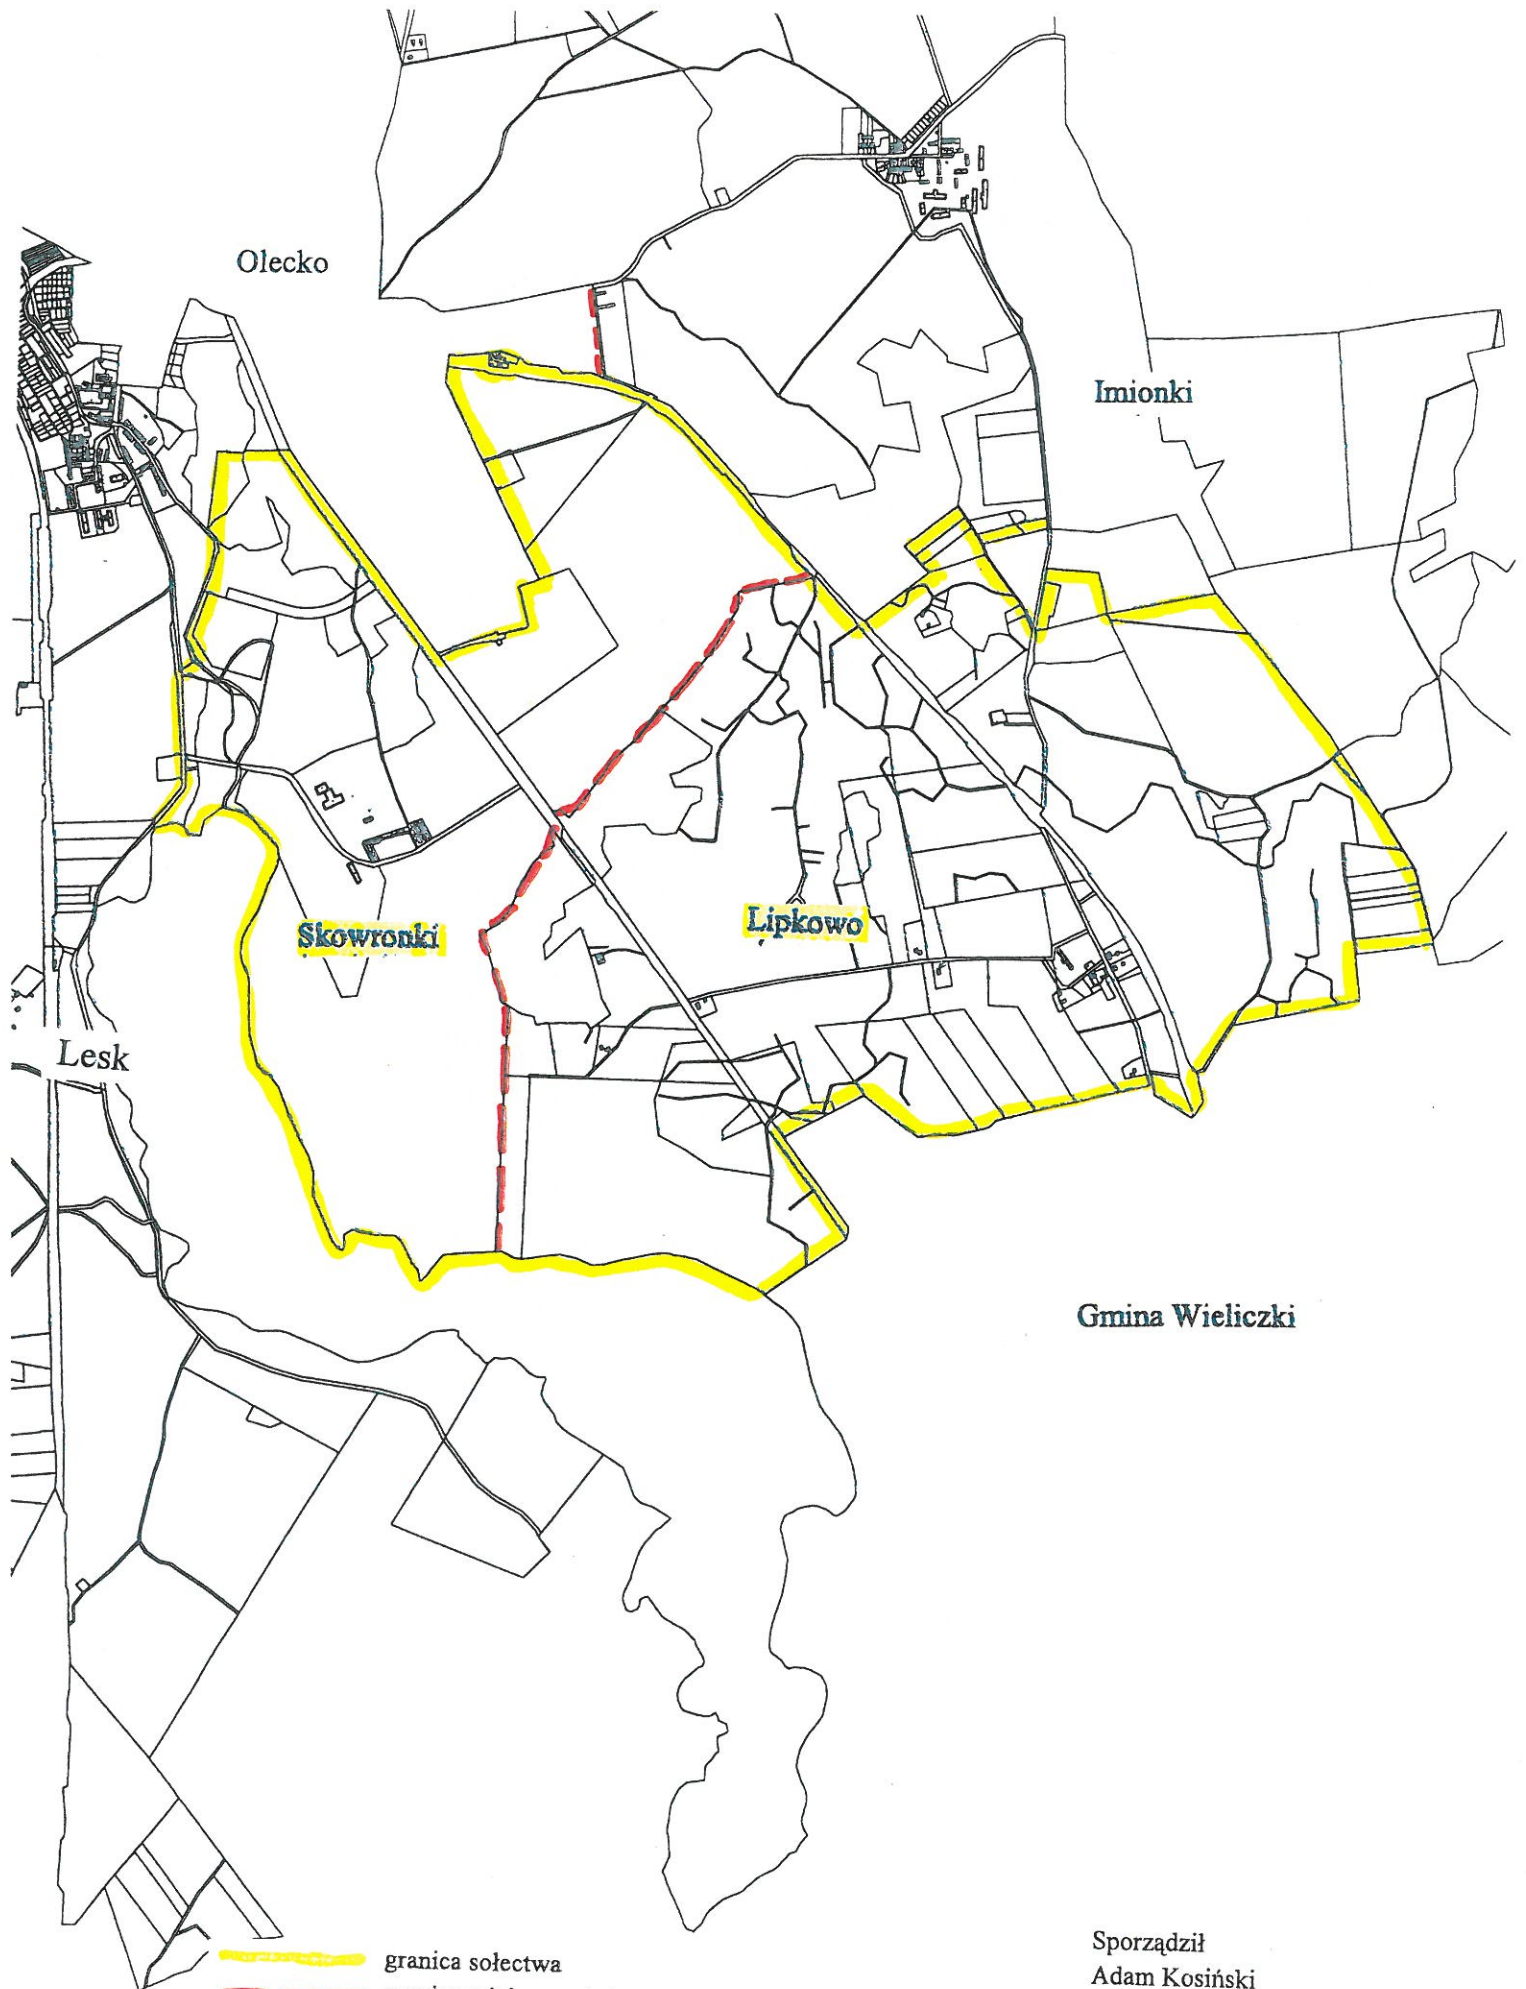 Olecko
Imionki
Skowronki
Lipkowo
Lesk
Gmina Wieliczki
granica sołectwa
Sporządził
Adam Kosiński